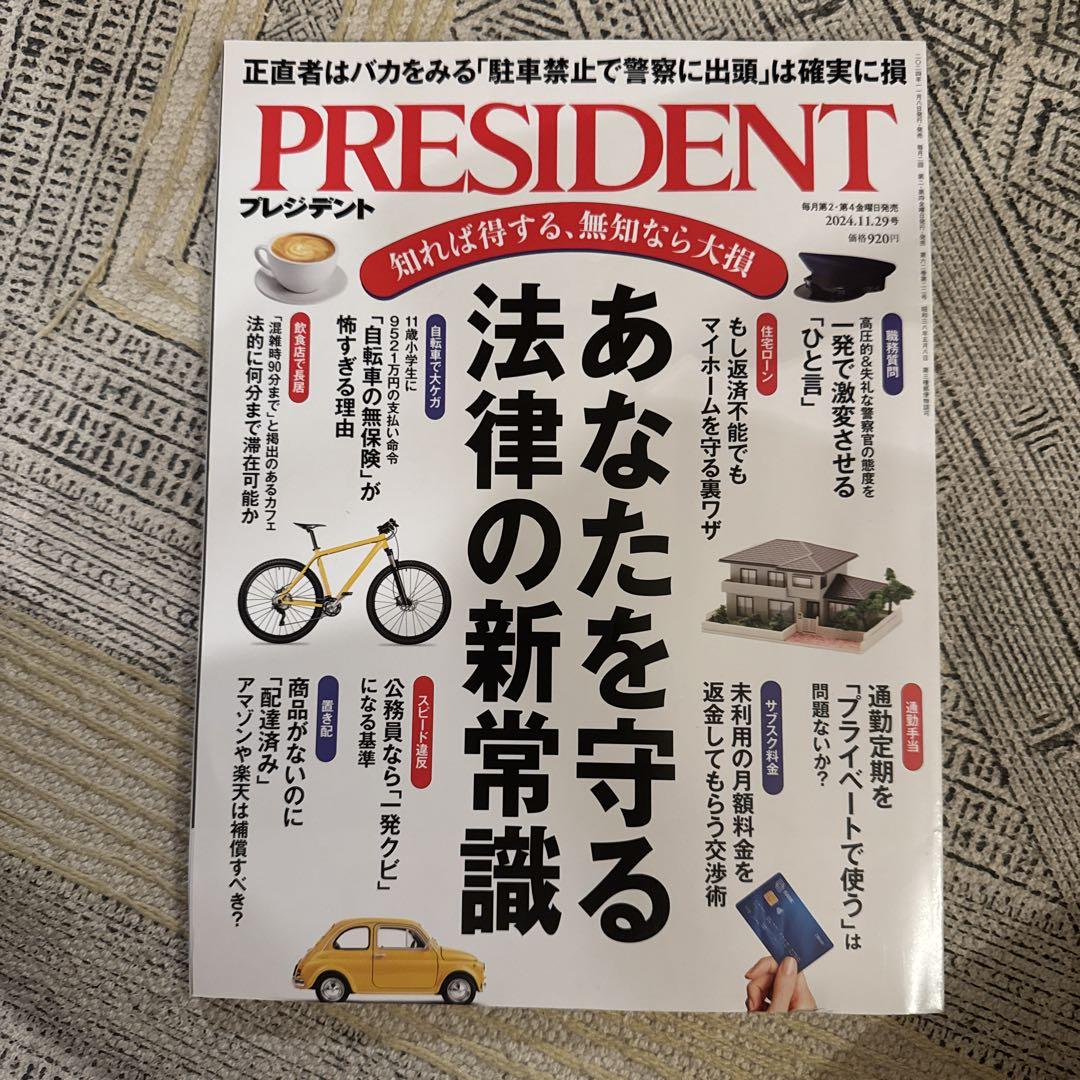 正直者はバカをみる「駐車禁止で警察に出頭」は確実に損
PRESIDENT
プレジデント
毎月第2・第4金曜日発売
2024.11.29号
価格920円
知れば得する、無知なら大損
あなたを守る
法律の新常識
職務質問
高圧的&失礼な警察官の態度を
一発で激変させる
「ひと言」
住宅ローン
もし返済不能でも
マイホームを守る裏ワザ
自転車で大ケガ
11歳小学生に
9521万円の支払い命令
「自転車の無保険」が
怖すぎる理由
飲食店で長居
「混雑時90分まで」と掲出のあるカフェ
法的に何分まで滞在可能か
通勤手当
通勤定期を
「プライベートで使う」は
問題ないか?
サブスク料金
未利用の月額料金を
返金してもらう交渉術
スピード違反
公務員なら「一発クビ」
になる基準
置き配
商品がないのに
「配達済み」
アマゾンや楽天は補償すべき?